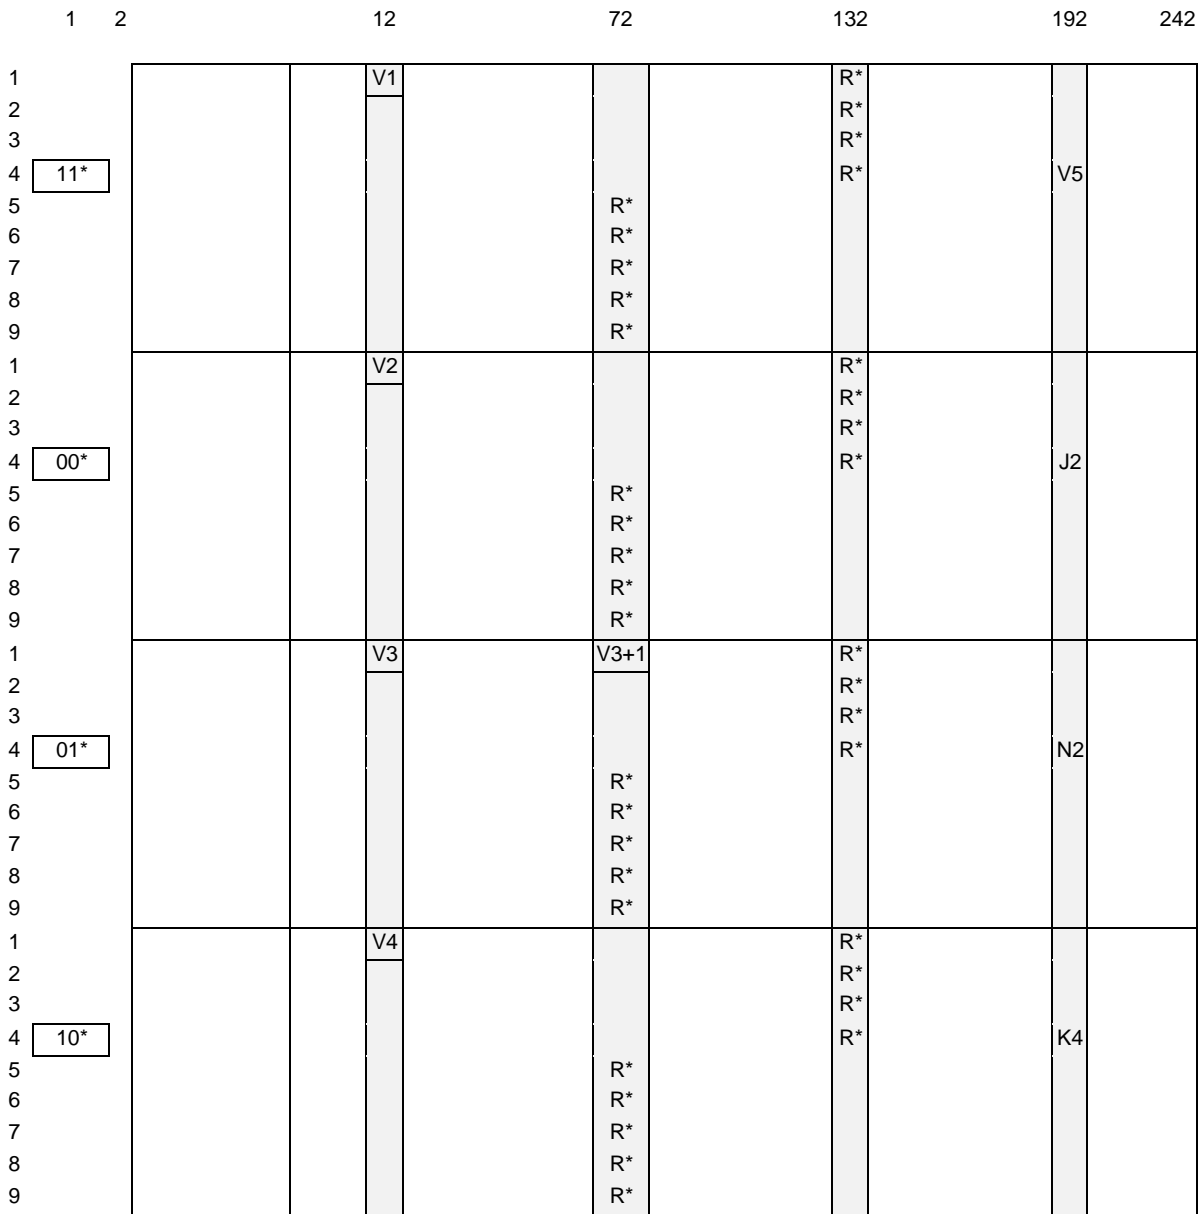 1 2 12 72 132 192 242
1 V1 R*
2 R*
3 R*
4 11* R* V5
5 R*
6 R*
7 R*
8 R*
9 R*
1 V2 R*
2 R*
3 R*
4 00* R* J2
5 R*
6 R*
7 R*
8 R*
9 R*
1 V3 V3+1 R*
2 R*
3 R*
4 01* R* N2
5 R*
6 R*
7 R*
8 R*
9 R*
1 V4 R*
2 R*
3 R*
4 10* R* K4
5 R*
6 R*
7 R*
8 R*
9 R*